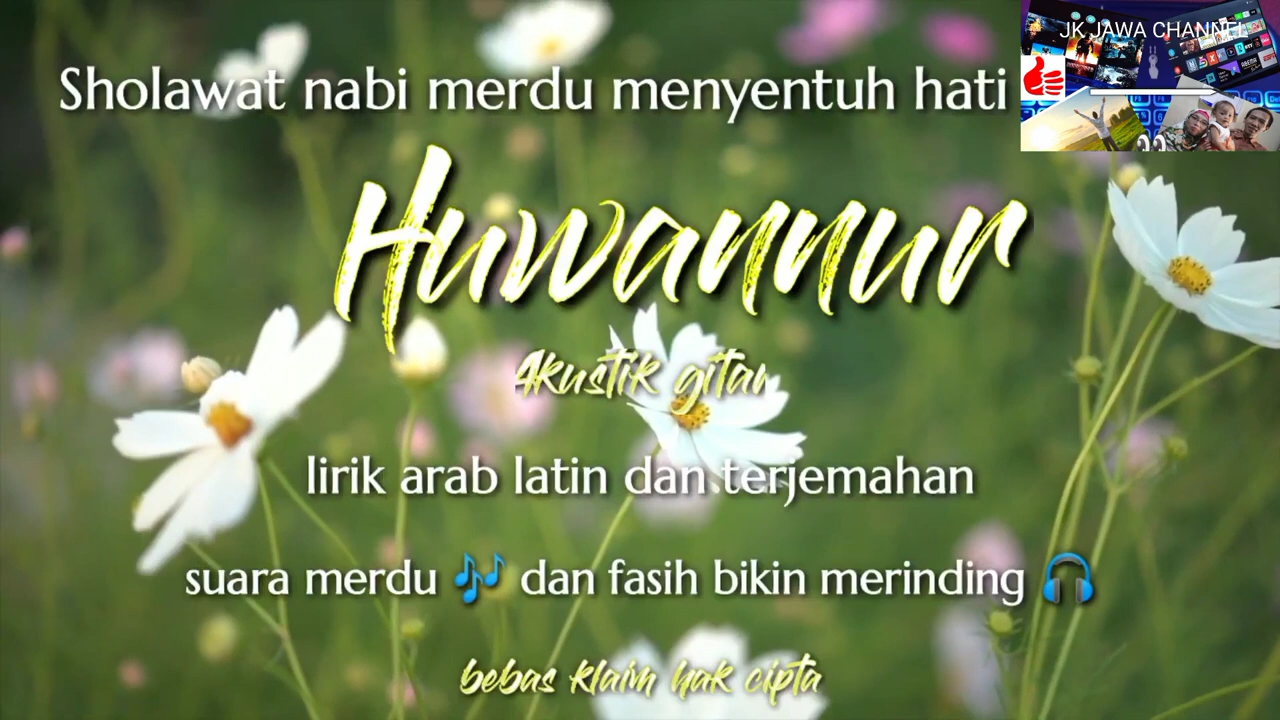 JK JAWA CHANNEL
Sholawat nabi merdu menyentuh hati
Huwannur
Akustik gitar
lirik arab latin dan terjemahan
suara merdu 🎶 dan fasih bikin merinding 🎧
bebas klaim hak cipta